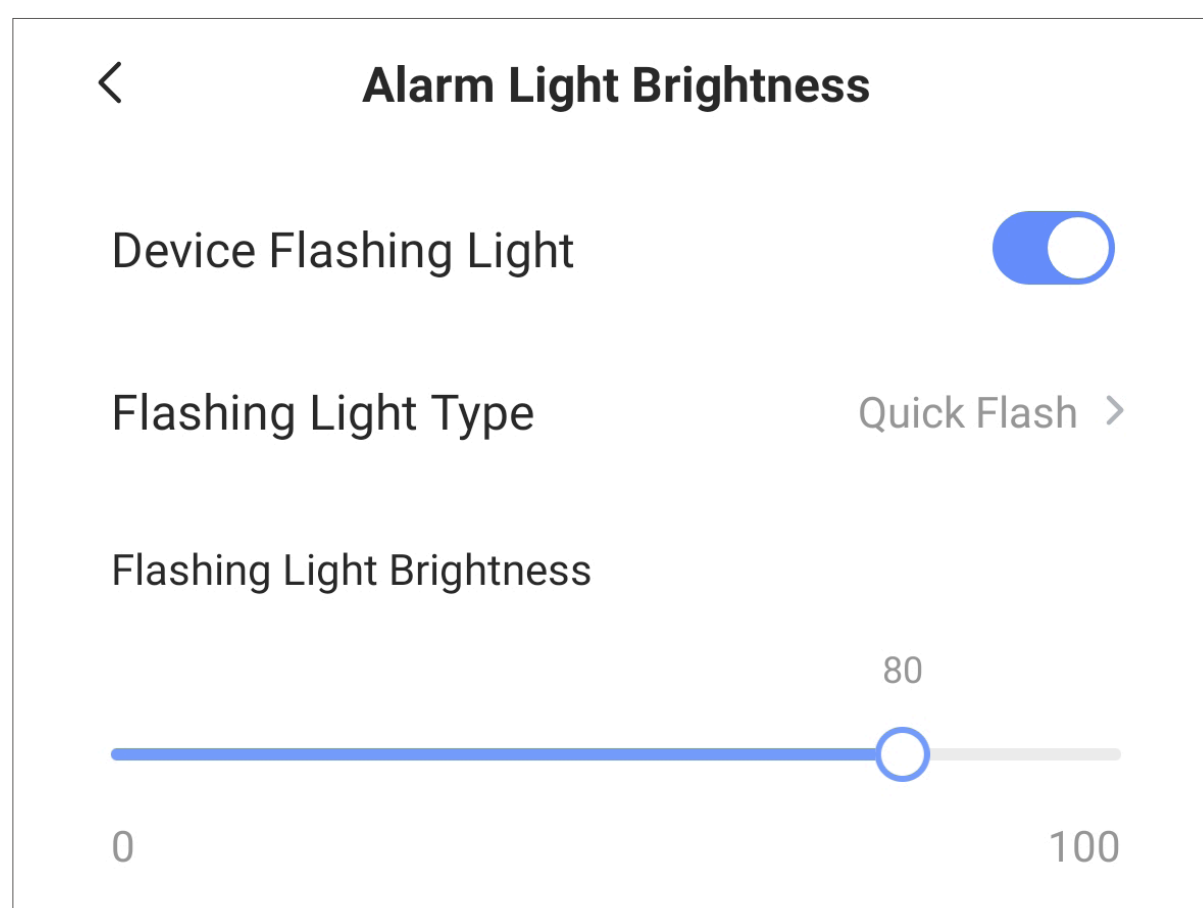 Alarm Light Brightness
Device Flashing Light
Flashing Light Type Quick Flash
Flashing Light Brightness
80
0 100